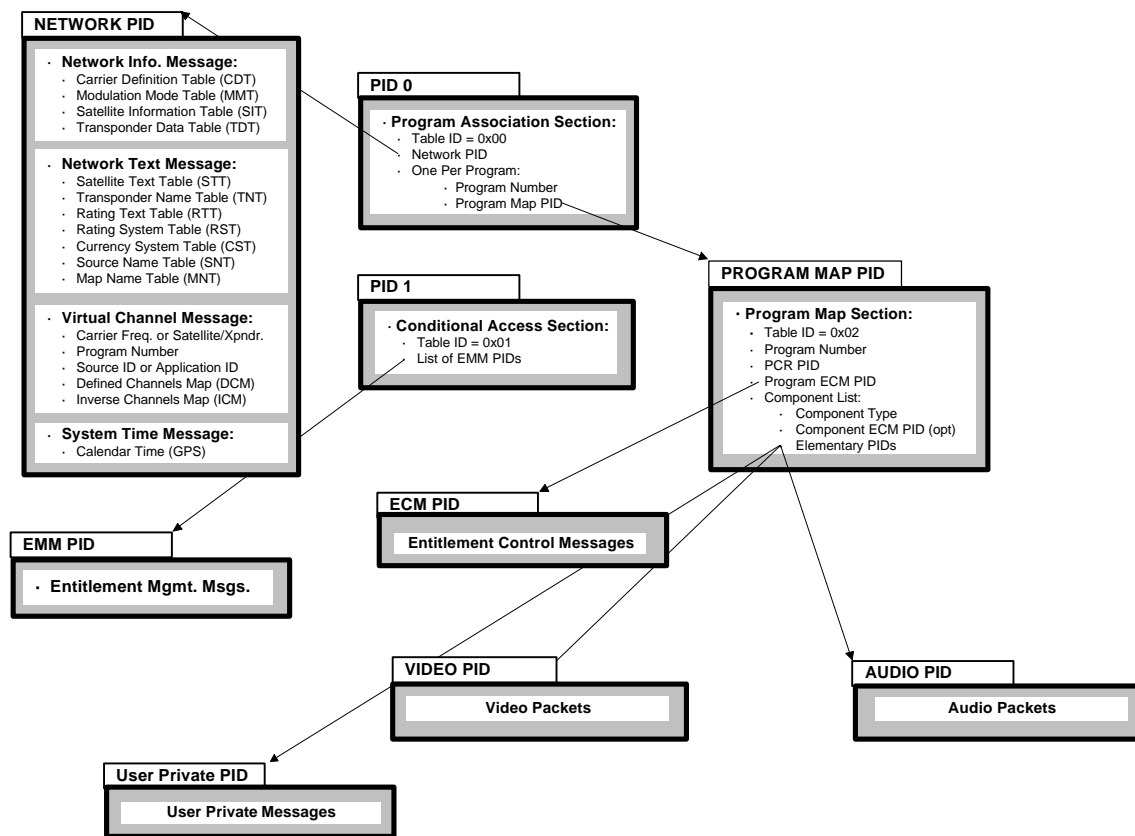 NETWORK PID
· Network Info. Message:
· Carrier Definition Table (CDT)
· Modulation Mode Table (MMT)
· Satellite Information Table (SIT)
· Transponder Data Table (TDT)
· Network Text Message:
· Satellite Text Table (STT)
· Transponder Name Table (TNT)
· Rating Text Table (RTT)
· Rating System Table (RST)
· Currency System Table (CST)
· Source Name Table (SNT)
· Map Name Table (MNT)
· Virtual Channel Message:
· Carrier Freq. or Satellite/Xpndr.
· Program Number
· Source ID or Application ID
· Defined Channels Map (DCM)
· Inverse Channels Map (ICM)
· System Time Message:
· Calendar Time (GPS)
PID 0
· Program Association Section:
· Table ID = 0x00
· Network PID
· One Per Program:
· Program Number
· Program Map PID
PID 1
· Conditional Access Section:
· Table ID = 0x01
· List of EMM PIDs
PROGRAM MAP PID
· Program Map Section:
· Table ID = 0x02
· Program Number
· PCR PID
· Program ECM PID
· Component List:
· Component Type
· Component ECM PID (opt)
· Elementary PIDs
ECM PID
Entitlement Control Messages
EMM PID
· Entitlement Mgmt. Msgs.
VIDEO PID
Video Packets
AUDIO PID
Audio Packets
User Private PID
User Private Messages